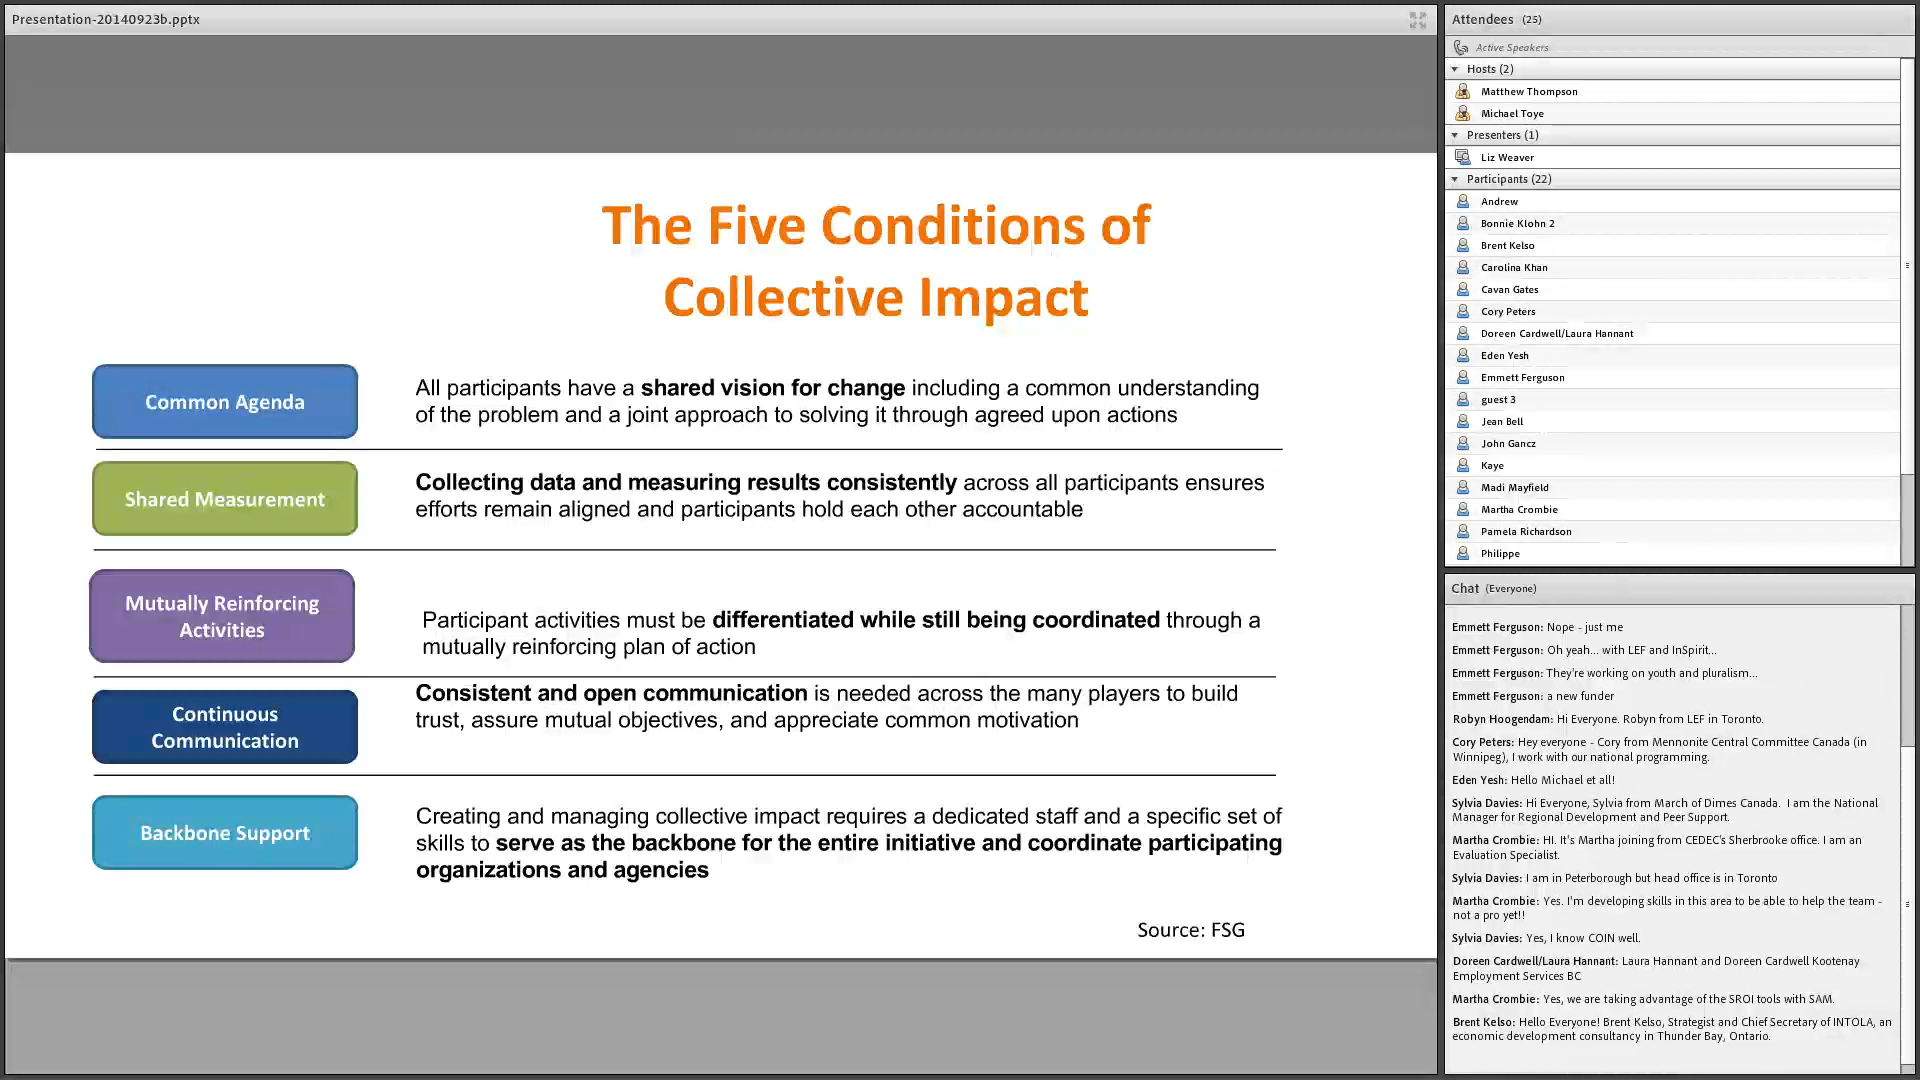 Presentation-20140923b.pptx
The Five Conditions of
Collective Impact
Common Agenda
All participants have a shared vision for change including a common understanding
of the problem and a joint approach to solving it through agreed upon actions
Shared Measurement
Collecting data and measuring results consistently across all participants ensures
efforts remain aligned and participants hold each other accountable
Mutually Reinforcing
Activities
Participant activities must be differentiated while still being coordinated through a
mutually reinforcing plan of action
Continuous
Communication
Consistent and open communication is needed across the many players to build
trust, assure mutual objectives, and appreciate common motivation
Backbone Support
Creating and managing collective impact requires a dedicated staff and a specific set of
skills to serve as the backbone for the entire initiative and coordinate participating
organizations and agencies
Source: FSG
Attendees (25)
Active Speakers
Hosts (2)
Matthew Thompson
Michael Toye
Presenters (1)
Liz Weaver
Participants (22)
Andrew
Bonnie Klohn 2
Brent Kelso
Carolina Khan
Cavan Gates
Cory Peters
Doreen Cardwell/Laura Hannant
Eden Yesh
Emmett Ferguson
guest 3
Jean Bell
John Gancz
Kaye
Madi Mayfield
Martha Crombie
Pamela Richardson
Philippe
Chat (Everyone)
Emmett Ferguson: Nope - just me
Emmett Ferguson: Oh yeah... with LEF and InSpirit...
Emmett Ferguson: They're working on youth and pluralism...
Emmett Ferguson: a new funder
Robyn Hoogendam: Hi Everyone. Robyn from LEF in Toronto.
Cory Peters: Hey everyone - Cory from Mennonite Central Committee Canada (in
Winnipeg), I work with our national programming.
Eden Yesh: Hello Michael et all!
Sylvia Davies: Hi Everyone, Sylvia from March of Dimes Canada. I am the National
Manager for Regional Development and Peer Support.
Martha Crombie: HI. It's Martha joining from CEDEC's Sherbrooke office. I am an
Evaluation Specialist.
Sylvia Davies: I am in Peterborough but head office is in Toronto
Martha Crombie: Yes. I'm developing skills in this area to be able to help the team -
not a pro yet!!
Sylvia Davies: Yes, I know COIN well.
Doreen Cardwell/Laura Hannant: Laura Hannant and Doreen Cardwell Kootenay
Employment Services BC
Martha Crombie: Yes, we are taking advantage of the SROI tools with SAM.
Brent Kelso: Hello Everyone! Brent Kelso, Strategist and Chief Secretary of INTOLA, an
economic development consultancy in Thunder Bay, Ontario.